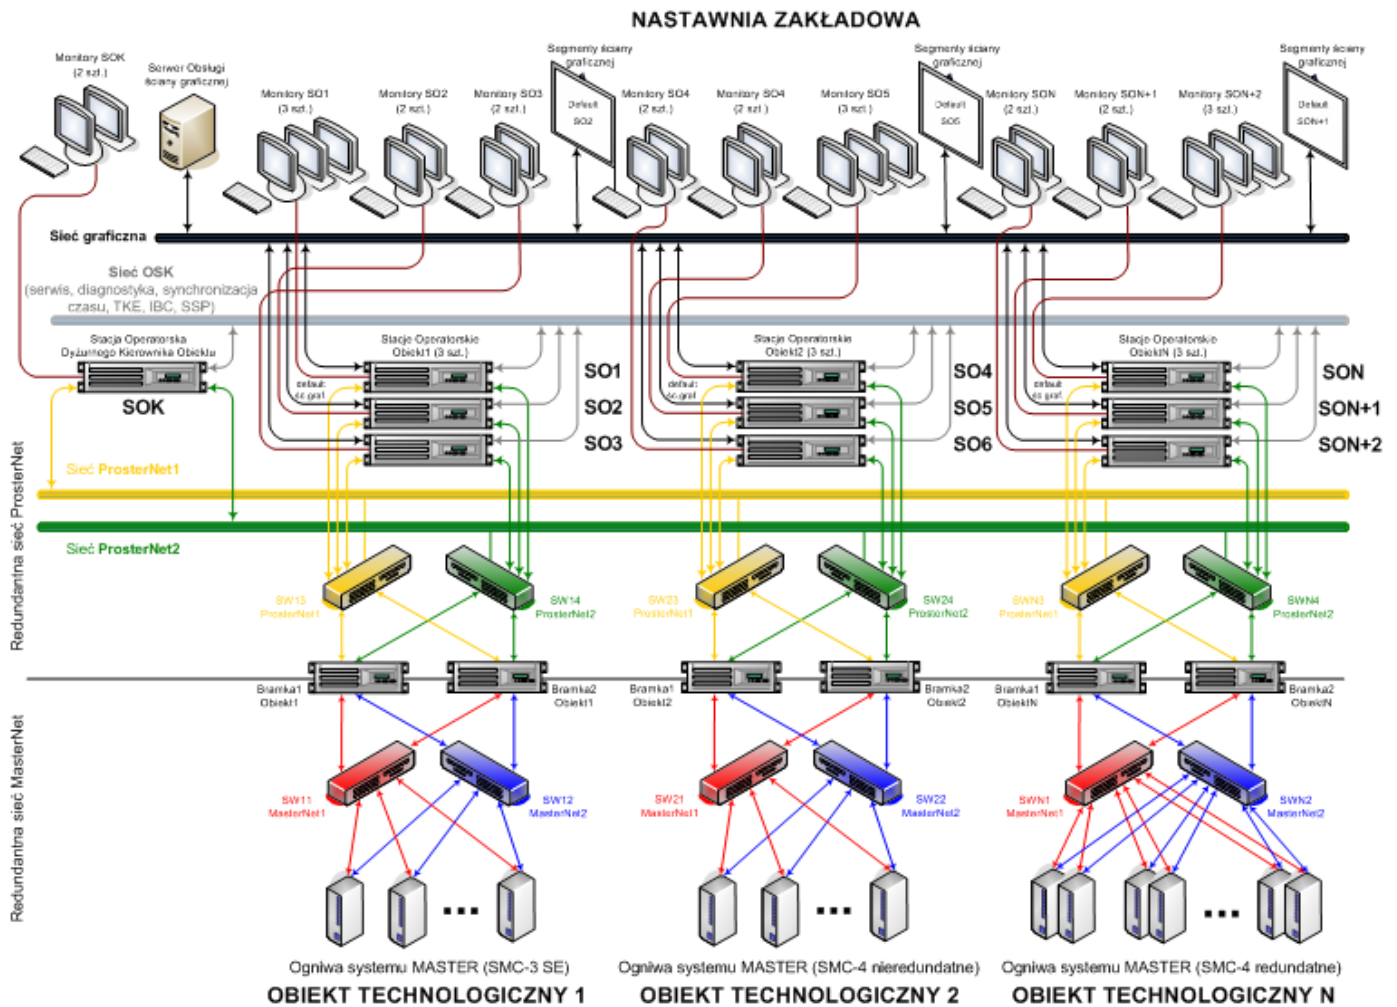 NASTAWNIA ZAKŁADOWA
Monitory SOK
(2 szt.)
Serwer Obsługi
ściany graficznej
Monitory SO1
(3 szt.)
Monitory SO2
(2 szt.)
Monitory SO3
(2 szt.)
Segmenty ściany
graficznej
Default
SO2
Monitory SO4
(2 szt.)
Monitory SO4
(2 szt.)
Monitory SO5
(3 szt.)
Segmenty ściany
graficznej
Default
SO5
Monitory SON
(2 szt.)
Monitory SON+1
(2 szt.)
Monitory SON+2
(3 szt.)
Segmenty ściany
graficznej
Default
SON+1
Sieć graficzna
Sieć OSK
(serwis, diagnostyka, synchronizacja
czasu, TKE, IBC, SSP)
Stacja Operatorska
Dyżurnego Kierownika Obiektu
SOK
Stacje Operatorskie
Obiekt1 (3 szt.)
default
śc.graf.
SO1
SO2
SO3
Stacje Operatorskie
Obiekt2 (3 szt.)
default
śc.graf.
SO4
SO5
SO6
Stacje Operatorskie
ObiektN (3 szt.)
default
śc.graf.
SON
SON+1
SON+2
Redundantna sieć ProsterNet
Sieć ProsterNet1
Sieć ProsterNet2
SW13
ProsterNet1
SW14
ProsterNet2
SW23
ProsterNet1
SW24
ProsterNet2
SWN3
ProsterNet1
SWN4
ProsterNet2
Bramka1
Obiekt1
Bramka2
Obiekt1
Bramka1
Obiekt2
Bramka2
Obiekt2
Bramka1
ObiektN
Bramka2
ObiektN
Redundantna sieć MasterNet
SW11
MasterNet1
SW12
MasterNet2
SW21
MasterNet1
SW22
MasterNet2
SWN1
MasterNet1
SWN2
MasterNet2
Ogniwa systemu MASTER (SMC-3 SE)
OBIEKT TECHNOLOGICZNY 1
Ogniwa systemu MASTER (SMC-4 nieredundatne)
OBIEKT TECHNOLOGICZNY 2
Ogniwa systemu MASTER (SMC-4 redundatne)
OBIEKT TECHNOLOGICZNY N